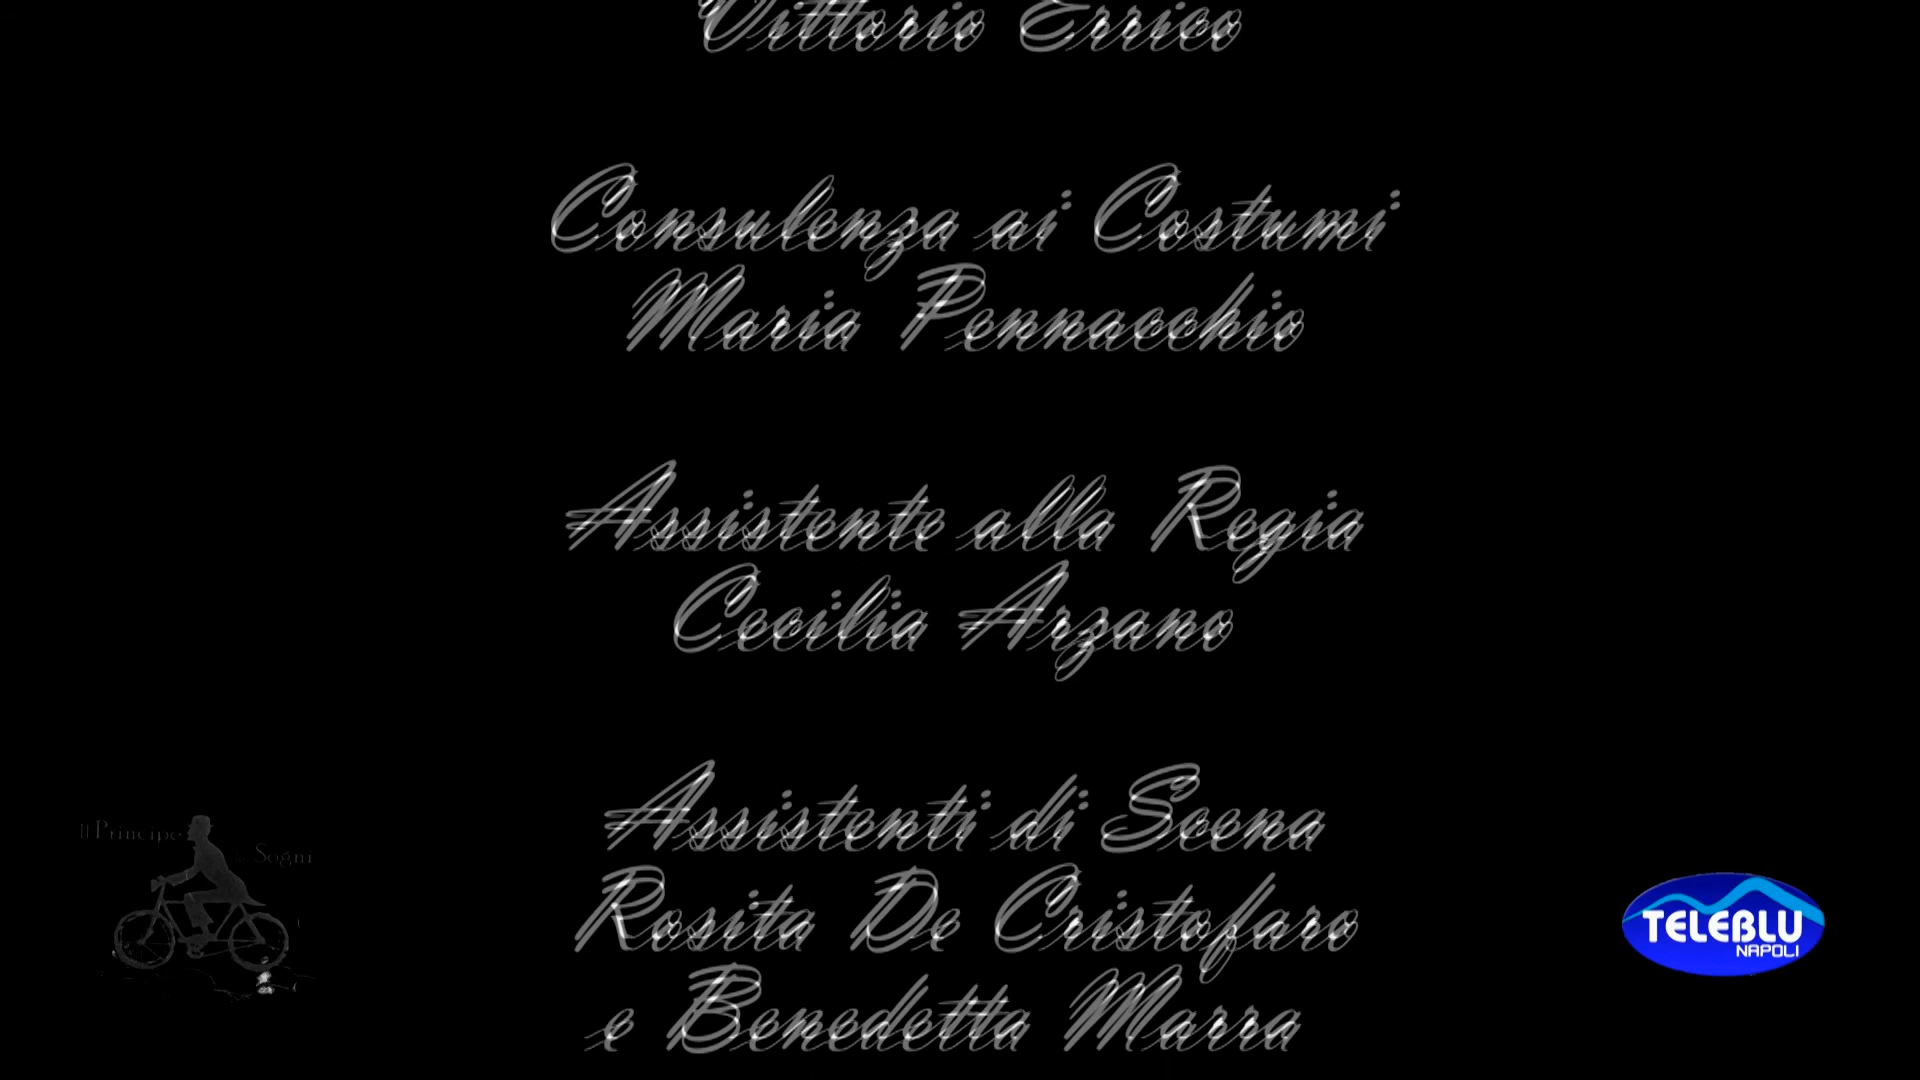 Vittorio Errico
Consulenza ai Costumi
Maria Pennacchio
Assistente alla Regia
Cecilia Arzano
Assistenti di Scena
Rosita De Cristofaro
e Benedetta Marra
Il Principe
Sogni
TELEBLU
NAPOLI